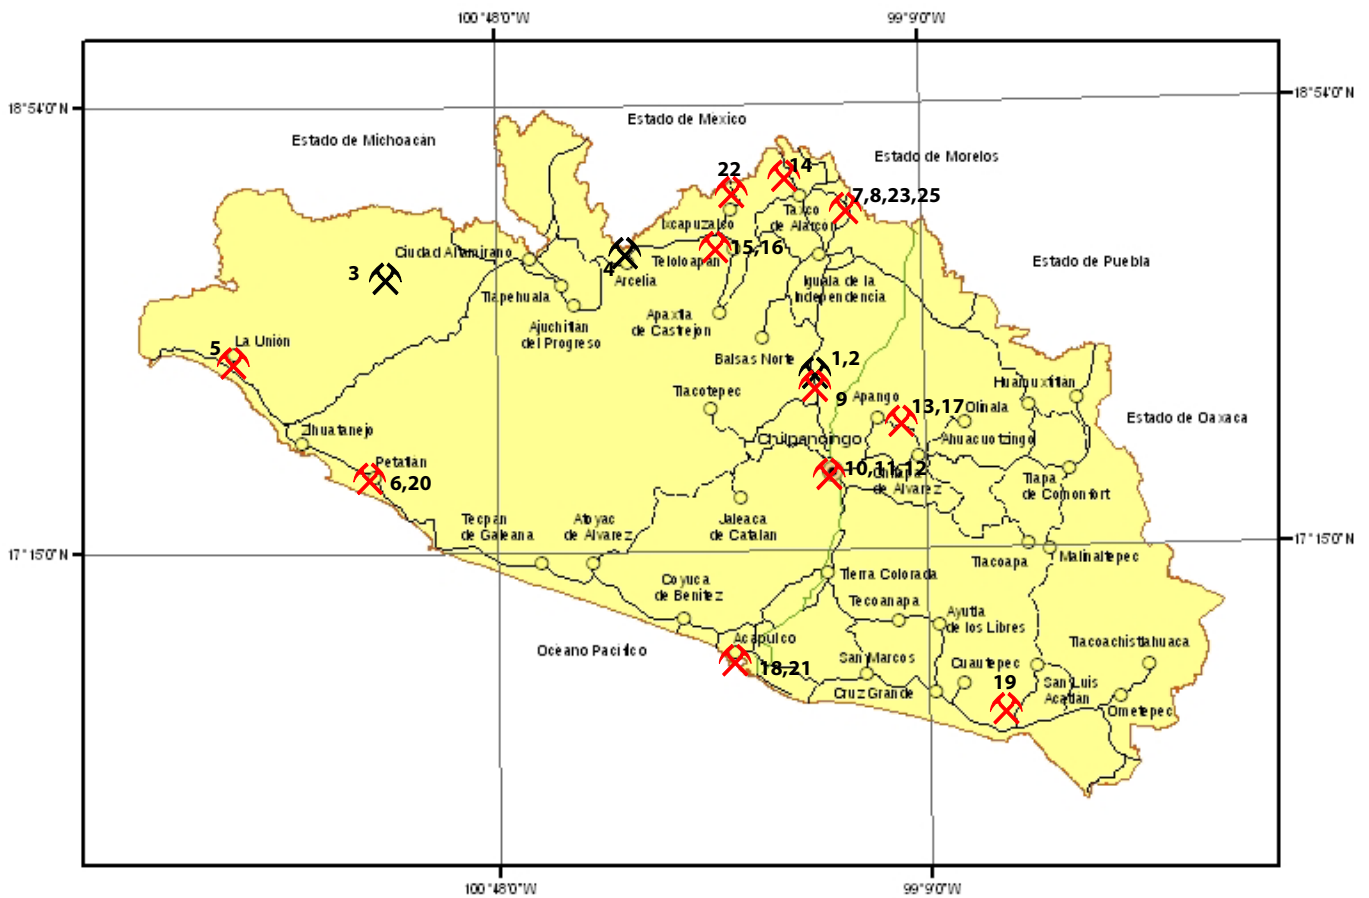 100°48'0"W
99°9'0"W
18°54'0"N
18°54'0"N
Estado de Mexico
Estado de Michoacán
Estado de Morelos
22
14
7,8,23,25
Taxco
de Alarcon
Ixcapuzalco
Ciudad Altamirano
15,16
Teloloapan
Estado de Puebla
3
4
Arcelia
Iguala de la
Independencia
Tlapehuala
Ajuchitlan
del Progreso
Apaxtla
de Castrejon
5
La Unión
Balsas Norte
1,2
9
Huamuxtitlan
Tlacotepec
Apango
13,17
Olinala
Estado de Oaxaca
Zihuatanejo
Chilpancingo
Ahuacuotzingo
Petatlan
6,20
10,11,12
Chilapa
de Alvarez
Tlapa
de Comonfort
Tecpan
de Galeana
Atoyac
de Alvarez
Jaleaca
de Catalan
17°15'0"N
17°15'0"N
Tlacoapa
Malinaltepec
Coyuca
de Benitez
Tierra Colorada
Tecoanapa
Ayutla
de los Libres
Oceano Pacifico
Acapulco
18,21
San Marcos
Cuautepec
Tlacoachistlahuaca
19
Cruz Grande
San Luis
Acatlan
Ometepec
100°48'0"W
99°9'0"W